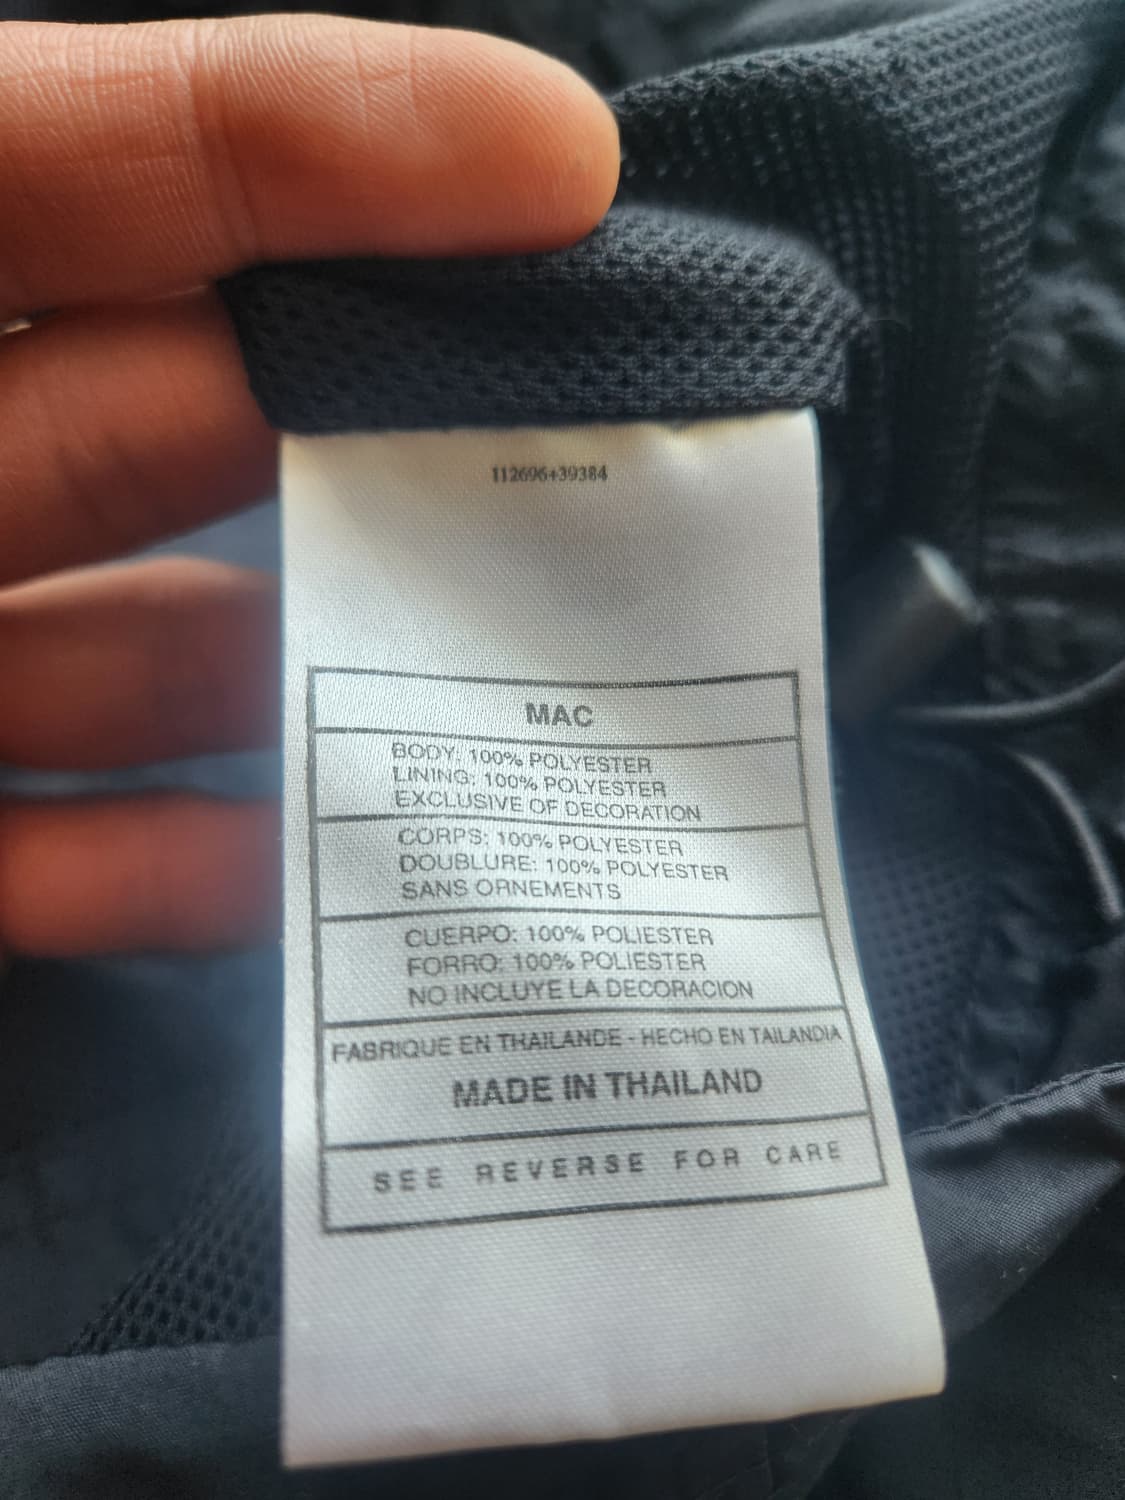 112696+39384
MAC
BODY: 100% POLYESTER
LINING: 100% POLYESTER
EXCLUSIVE OF DECORATION
CORPS: 100% POLYESTER
DOUBLURE: 100% POLYESTER
SANS ORNEMENTS
CUERPO: 100% POLIESTER
FORRO: 100% POLIESTER
NO INCLUYE LA DECORACION
FABRIQUE EN THAILANDE - HECHO EN TAILANDIA
MADE IN THAILAND
SEE REVERSE FOR CARE